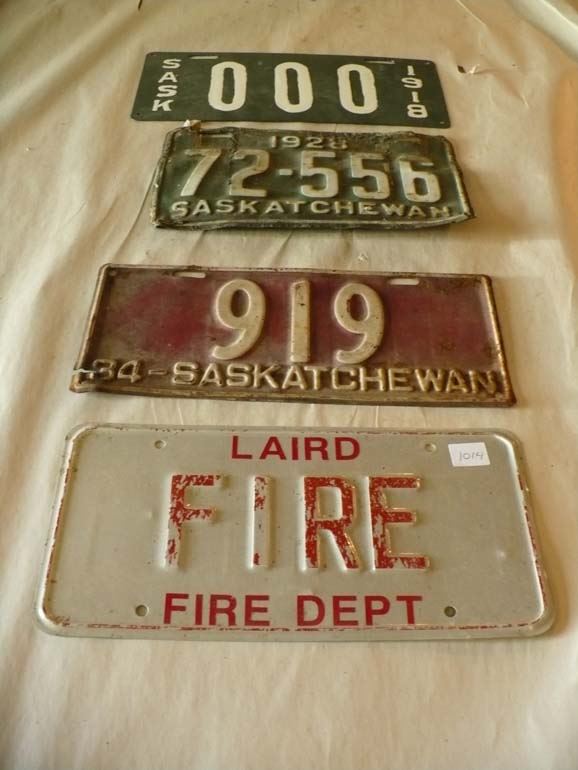 SASK 000 1918
1928
72-556
SASKATCHEWAN
919
34-SASKATCHEWAN
LAIRD
1014
FIRE
FIRE DEPT